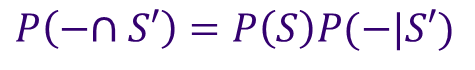 P(−∩ S′) = P(S)P(−|S′)